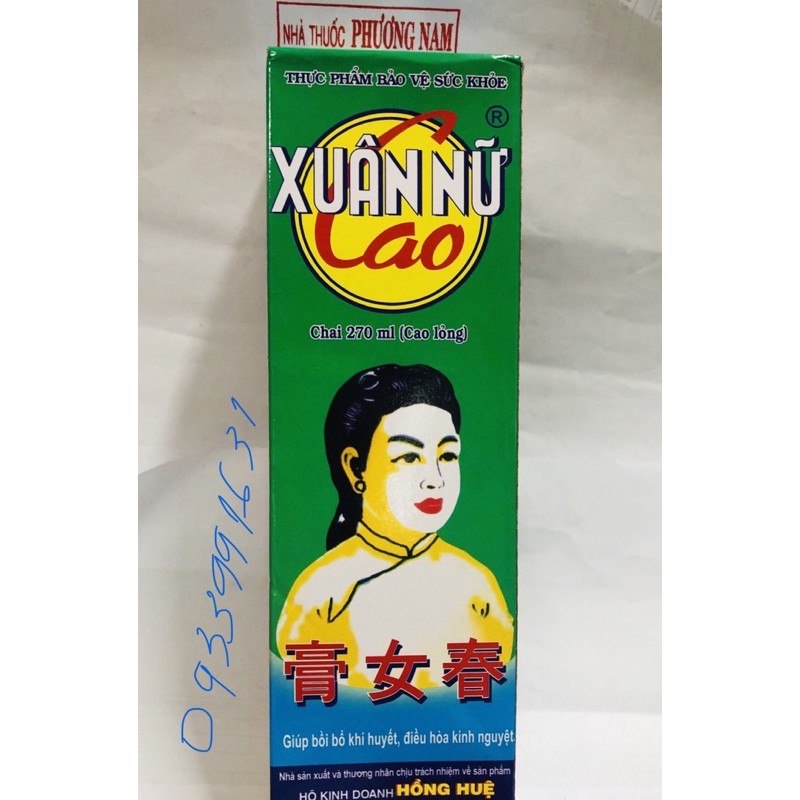 NHÀ THUỐC PHƯƠNG NAM
THỰC PHẨM BẢO VỆ SỨC KHỎE
®
XUÂN NỮ
Cao
Chai 270 ml (Cao lỏng)
0933991631
膏女春
Giúp bồi bổ khí huyết, điều hòa kinh nguyệt.
Nhà sản xuất và thương nhân chịu trách nhiệm về sản phẩm
HỘ KINH DOANH HỒNG HUỆ